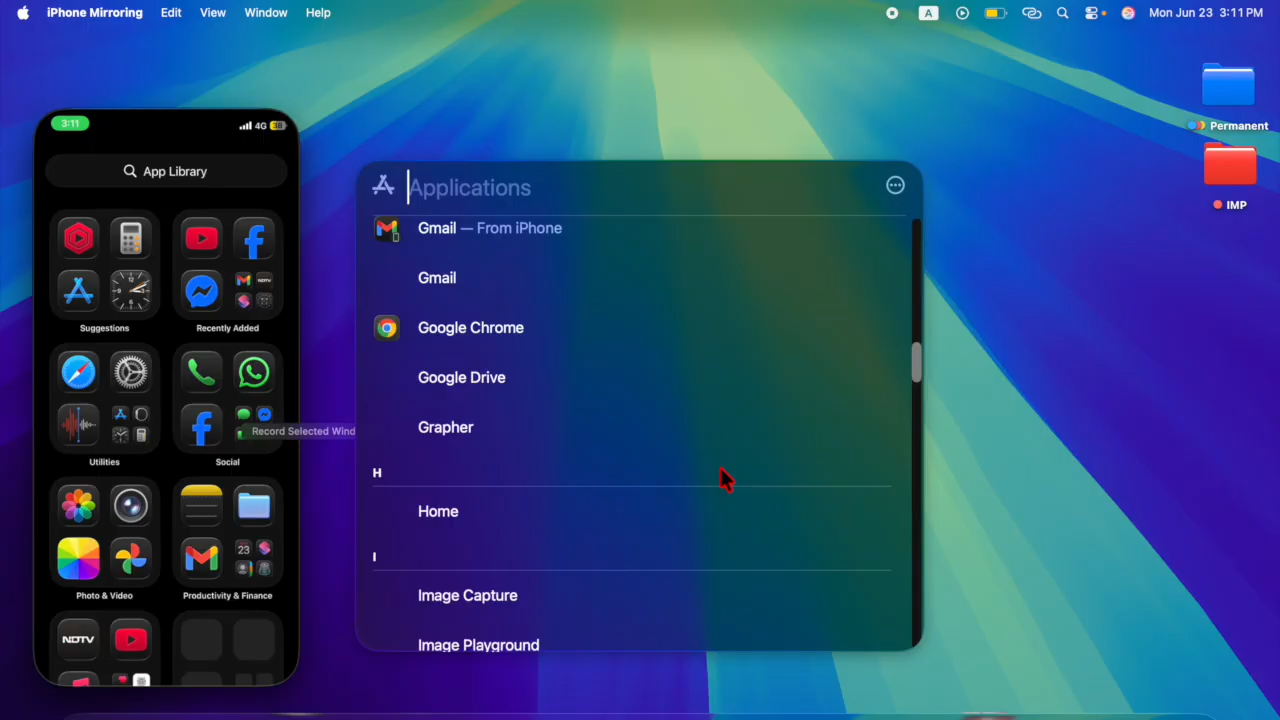 iPhone Mirroring Edit View Window Help
A
Mon Jun 23 3:11 PM
Permanent
IMP
3:11
4G 38
App Library
Suggestions
Recently Added
Utilities
Social
Record Selected Wind
Photo & Video
23
Productivity & Finance
NDTV
Applications
Gmail — From iPhone
Gmail
Google Chrome
Google Drive
Grapher
H
Home
I
Image Capture
Image Playground